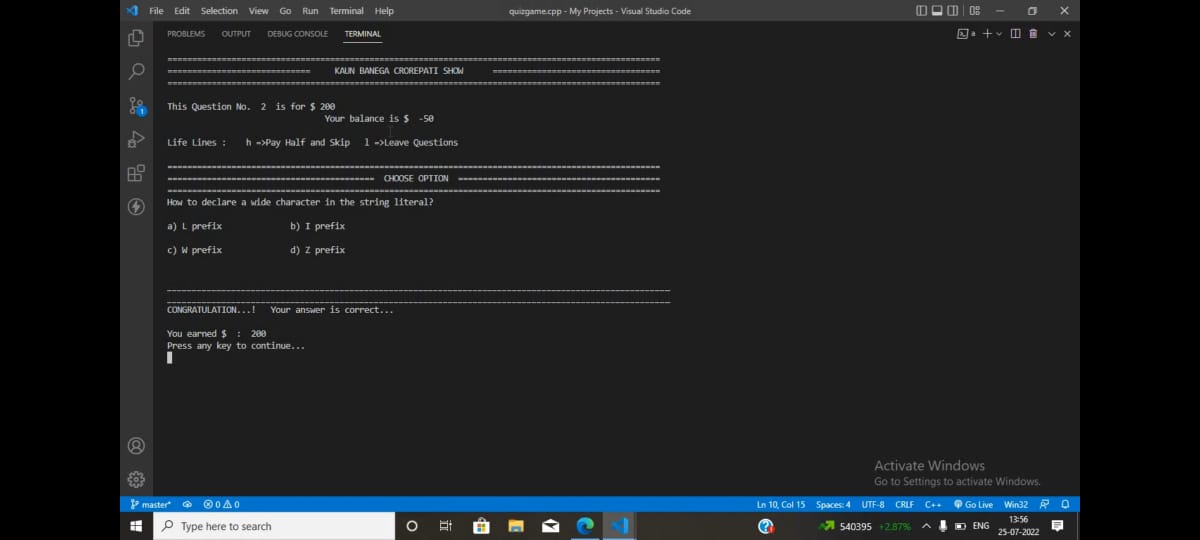 File Edit Selection View Go Run Terminal Help quizgame.cpp - My Projects - Visual Studio Code
PROBLEMS OUTPUT DEBUG CONSOLE TERMINAL
KAUN BANEGA CROREPATI SHOW
This Question No. 2 is for $ 200
Your balance is $ -50
Life Lines : h =>Pay Half and Skip l =>Leave Questions
CHOOSE OPTION
How to declare a wide character in the string literal?
a) L prefix b) I prefix
c) W prefix d) Z prefix
CONGRATULATION...! Your answer is correct...
You earned $ : 200
Press any key to continue...
Activate Windows
Go to Settings to activate Windows.
master* 0 0 Ln 10, Col 15 Spaces: 4 UTF-8 CRLF C++ Go Live Win32
Type here to search 540395 +2.87% ENG 13:56
25-07-2022